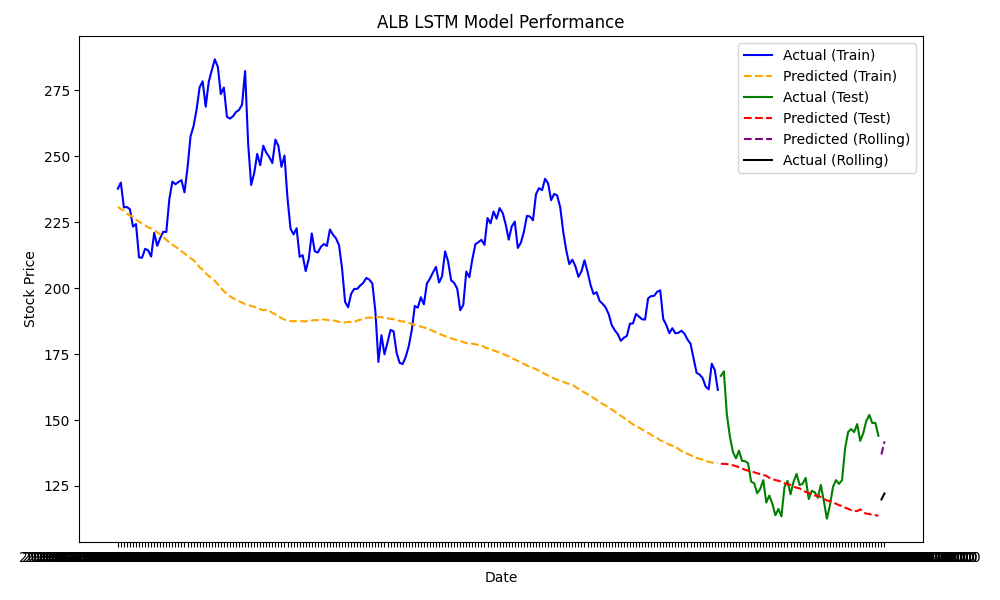 ALB LSTM Model Performance
Actual (Train)
Predicted (Train)
Actual (Test)
Predicted (Test)
Predicted (Rolling)
Actual (Rolling)
Stock Price
275
250
225
200
175
150
125
Date